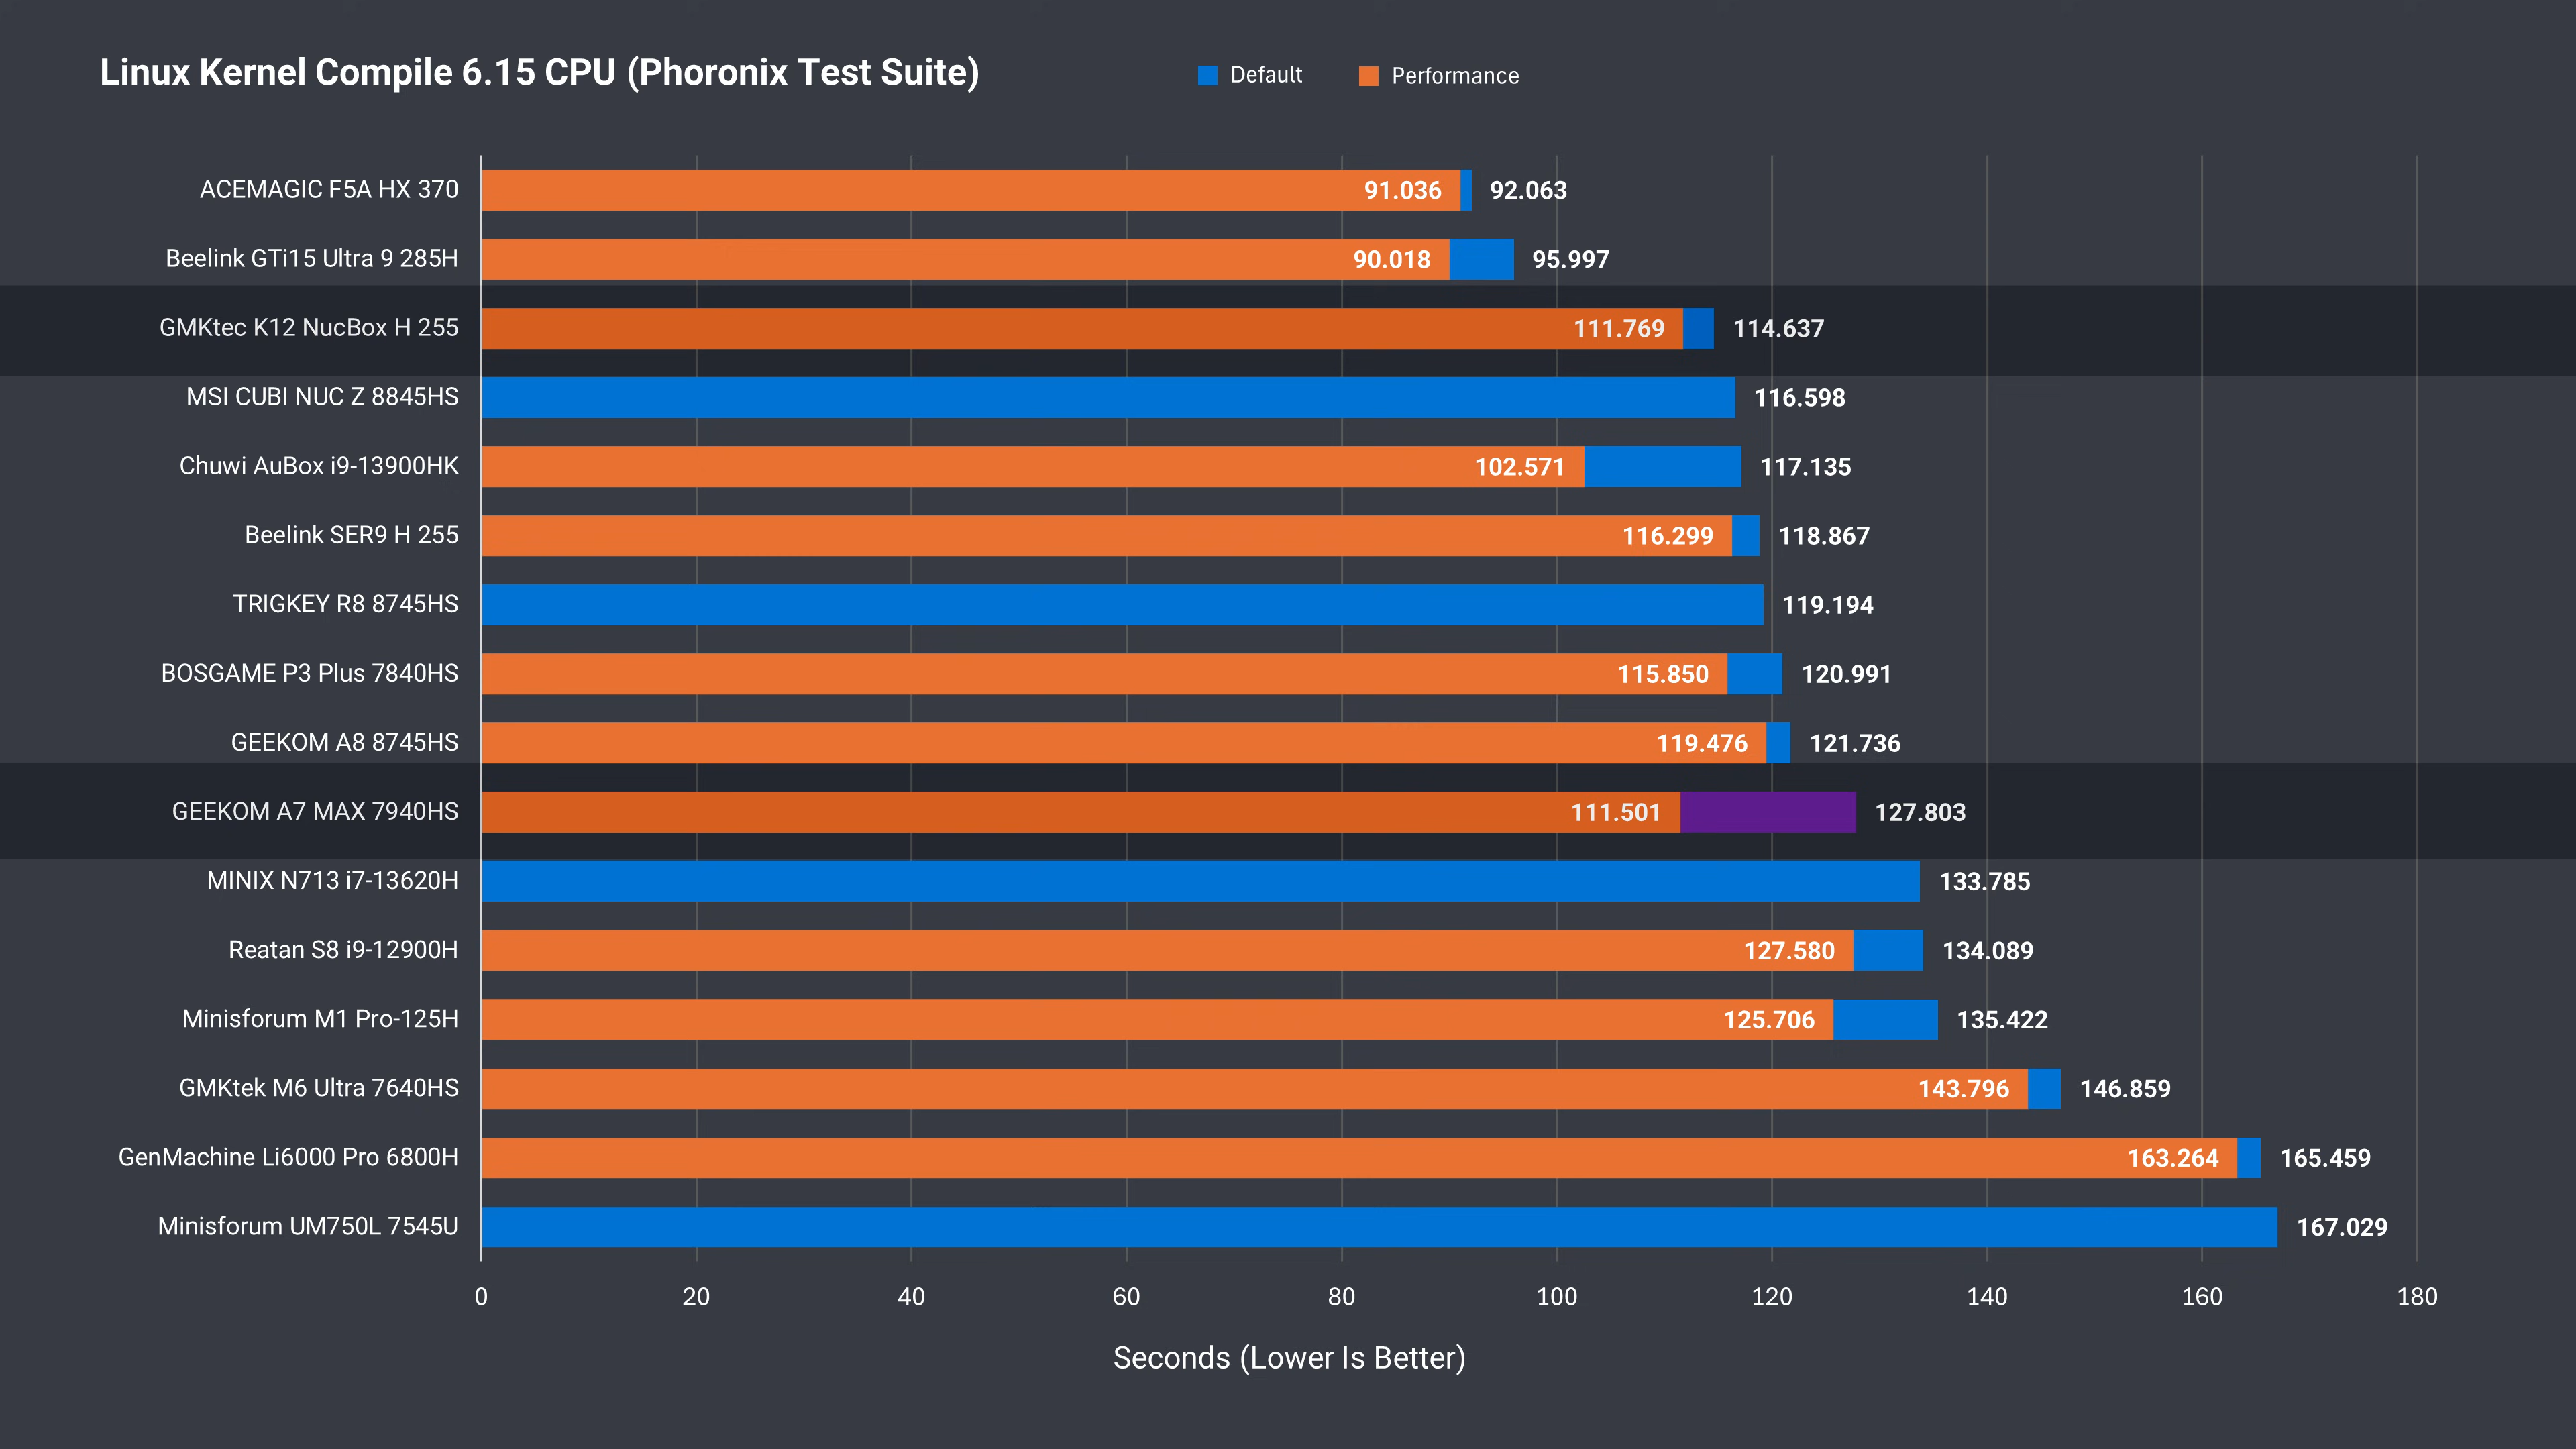 Linux Kernel Compile 6.15 CPU (Phoronix Test Suite)
Default
Performance
ACEMAGIC F5A HX 370 91.036 92.063
Beelink GTi15 Ultra 9 285H 90.018 95.997
GMKtec K12 NucBox H 255 111.769 114.637
MSI CUBI NUC Z 8845HS 116.598
Chuwi AuBox i9-13900HK 102.571 117.135
Beelink SER9 H 255 116.299 118.867
TRIGKEY R8 8745HS 119.194
BOSGAME P3 Plus 7840HS 115.850 120.991
GEEKOM A8 8745HS 119.476 121.736
GEEKOM A7 MAX 7940HS 111.501 127.803
MINIX N713 i7-13620H 133.785
Reatan S8 i9-12900H 127.580 134.089
Minisforum M1 Pro-125H 125.706 135.422
GMKtek M6 Ultra 7640HS 143.796 146.859
GenMachine Li6000 Pro 6800H 163.264 165.459
Minisforum UM750L 7545U 167.029
0 20 40 60 80 100 120 140 160 180
Seconds (Lower Is Better)